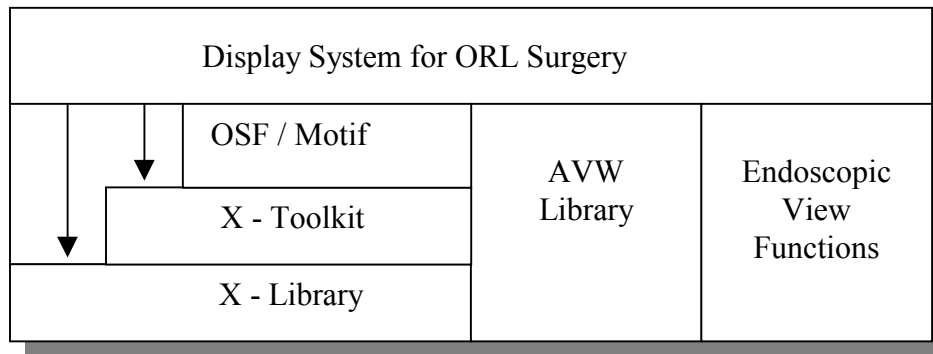 Display System for ORL Surgery
OSF / Motif
X - Toolkit
X - Library
AVW
Library
Endoscopic
View
Functions